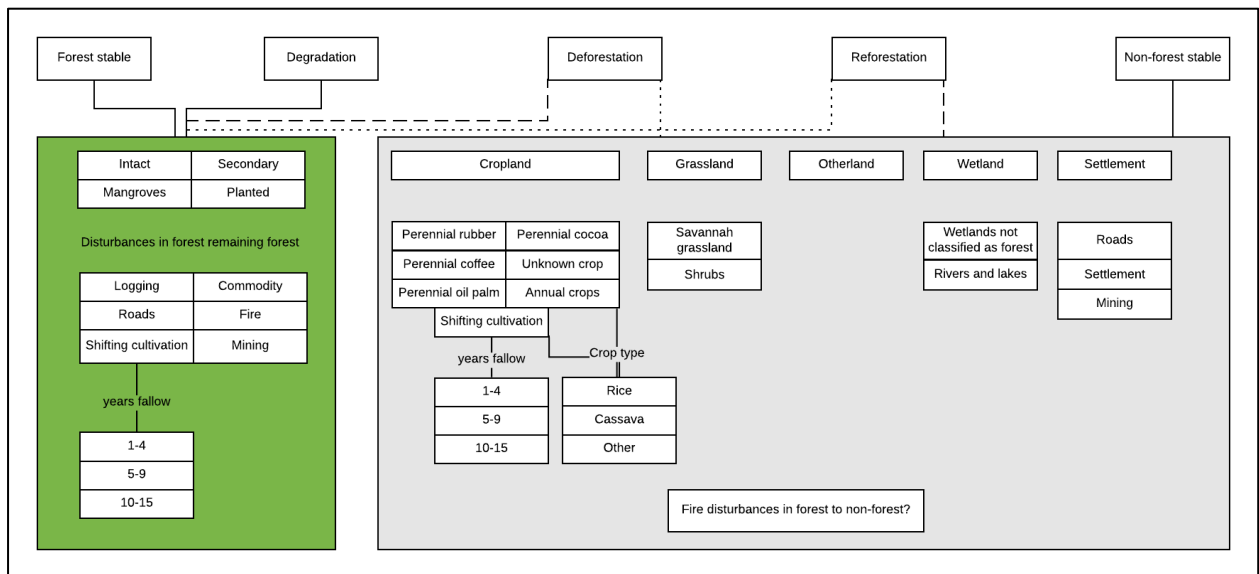 Forest stable
Degradation
Deforestation
Reforestation
Non-forest stable
Intact
Secondary
Mangroves
Planted
Disturbances in forest remaining forest
Logging
Commodity
Roads
Fire
Shifting cultivation
Mining
years fallow
1-4
5-9
10-15
Cropland
Grassland
Otherland
Wetland
Settlement
Perennial rubber
Perennial cocoa
Perennial coffee
Unknown crop
Perennial oil palm
Annual crops
Shifting cultivation
years fallow
Crop type
1-4
5-9
10-15
Rice
Cassava
Other
Savannah
grassland
Shrubs
Wetlands not
classified as forest
Rivers and lakes
Roads
Settlement
Mining
Fire disturbances in forest to non-forest?